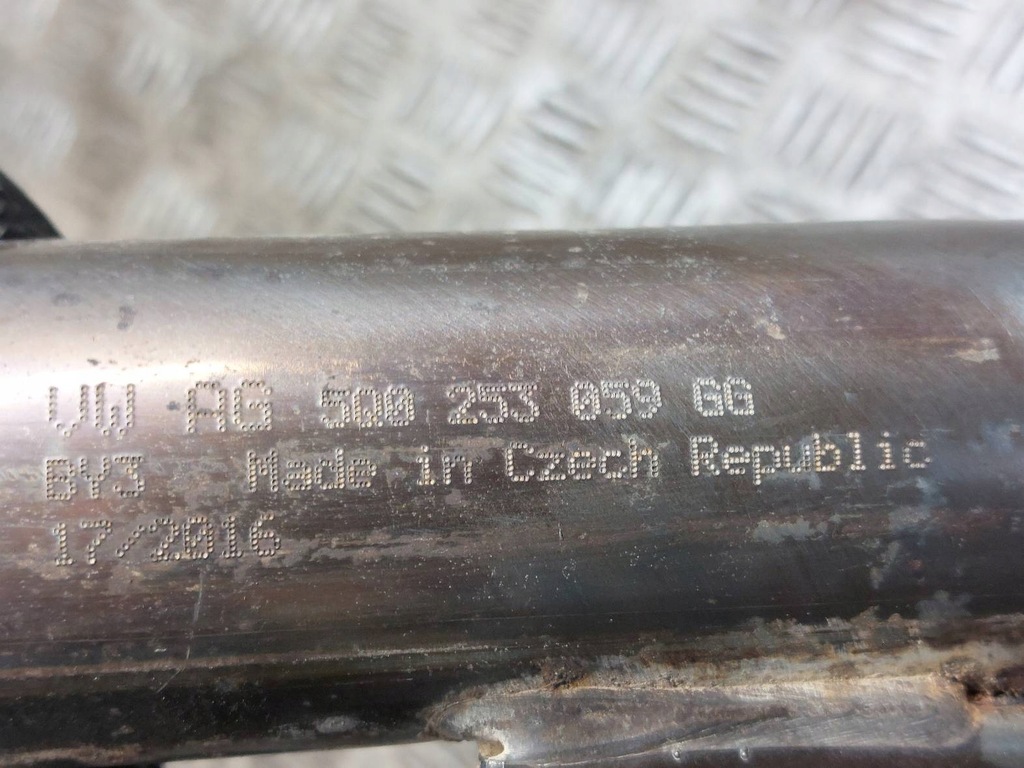 VW AG 5Q0 253 059 GG
BY3 Made in Czech Republic
17/2016